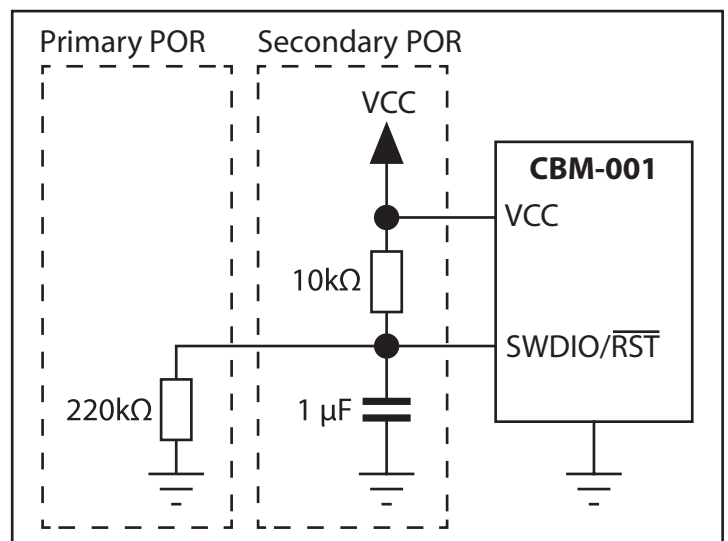 Primary POR
Secondary POR
VCC
CBM-001
VCC
10kΩ
SWDIO/RST
220kΩ
1 µF